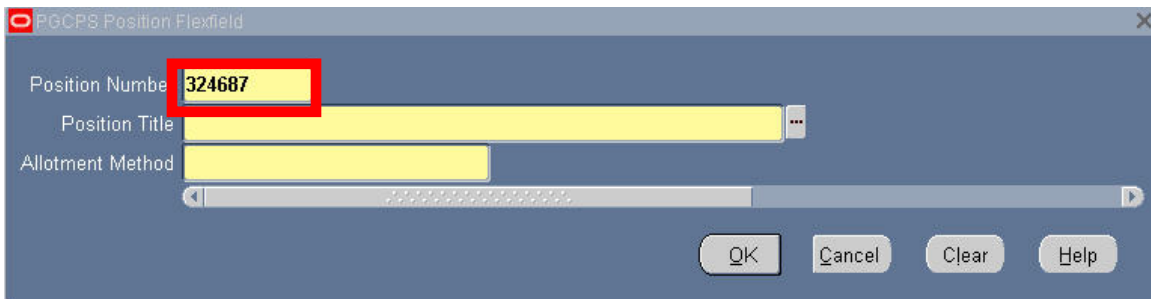 PGCPS Position Flexfield
Position Numbe 324687
Position Title
Allotment Method
OK Cancel Clear Help